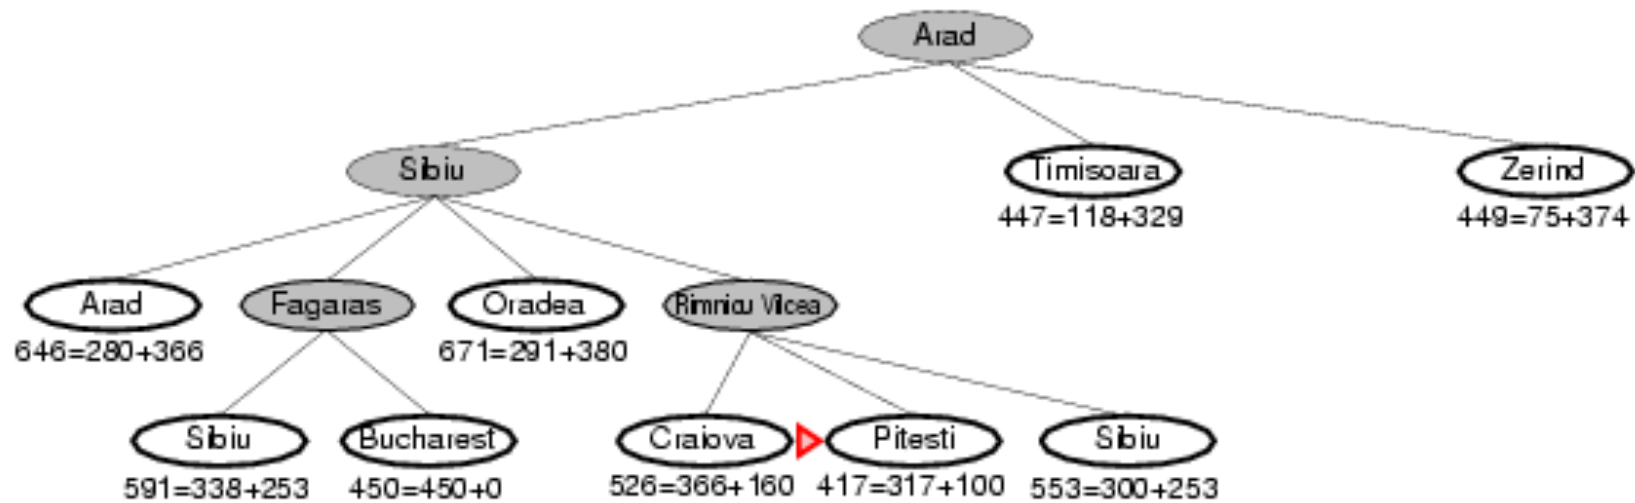 Arad
Sibiu
Timisoara
Zerind
447=118+329
449=75+374
Arad
Fagaras
Oradea
Rimnicu Vilcea
646=280+366
671=291+380
Sibiu
Bucharest
Craiova
Pitesti
Sibiu
591=338+253
450=450+0
526=366+160
417=317+100
553=300+253